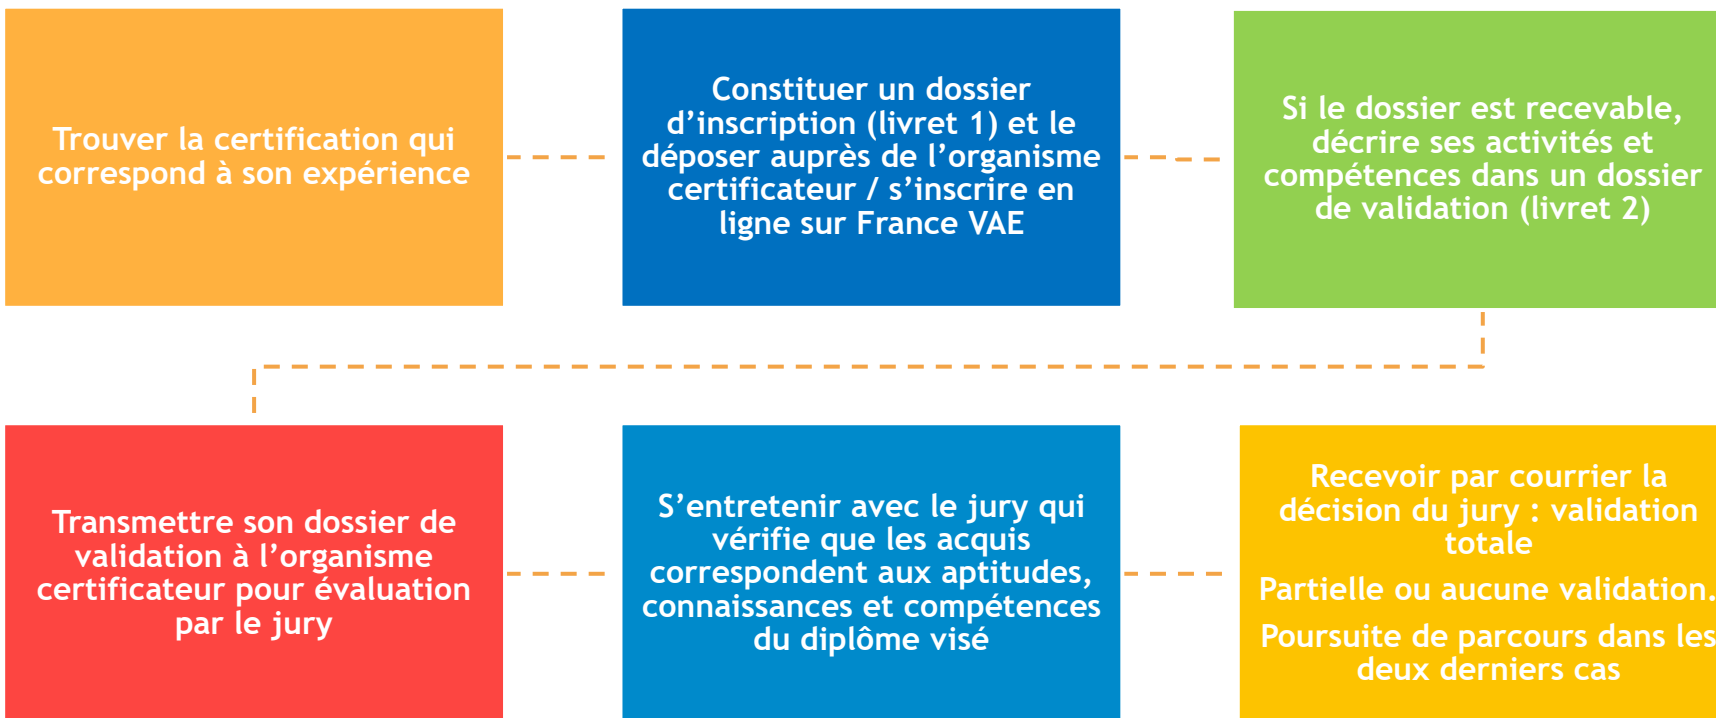 Trouver la certification qui
correspond à son expérience
Constituer un dossier
d’inscription (livret 1) et le
déposer auprès de l’organisme
certificateur / s’inscrire en
ligne sur France VAE
Si le dossier est recevable,
décrire ses activités et
compétences dans un dossier
de validation (livret 2)
Transmettre son dossier de
validation à l’organisme
certificateur pour évaluation
par le jury
S’entretenir avec le jury qui
vérifie que les acquis
correspondent aux aptitudes,
connaissances et compétences
du diplôme visé
Recevoir par courrier la
décision du jury : validation
totale
Partielle ou aucune validation.
Poursuite de parcours dans les
deux derniers cas